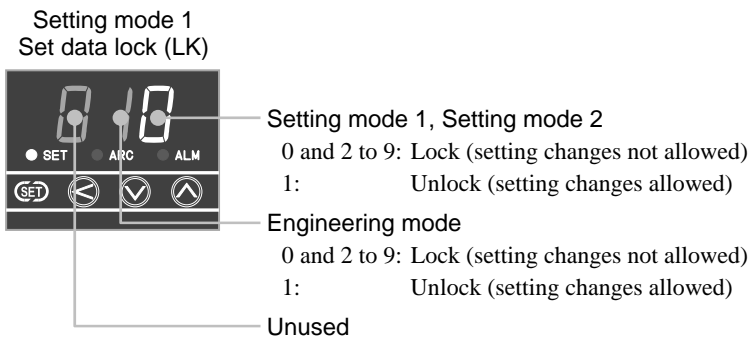 Setting mode 1
Set data lock (LK)
010
SET ARC ALM
SET
Setting mode 1, Setting mode 2
0 and 2 to 9: Lock (setting changes not allowed)
1: Unlock (setting changes allowed)
Engineering mode
0 and 2 to 9: Lock (setting changes not allowed)
1: Unlock (setting changes allowed)
Unused